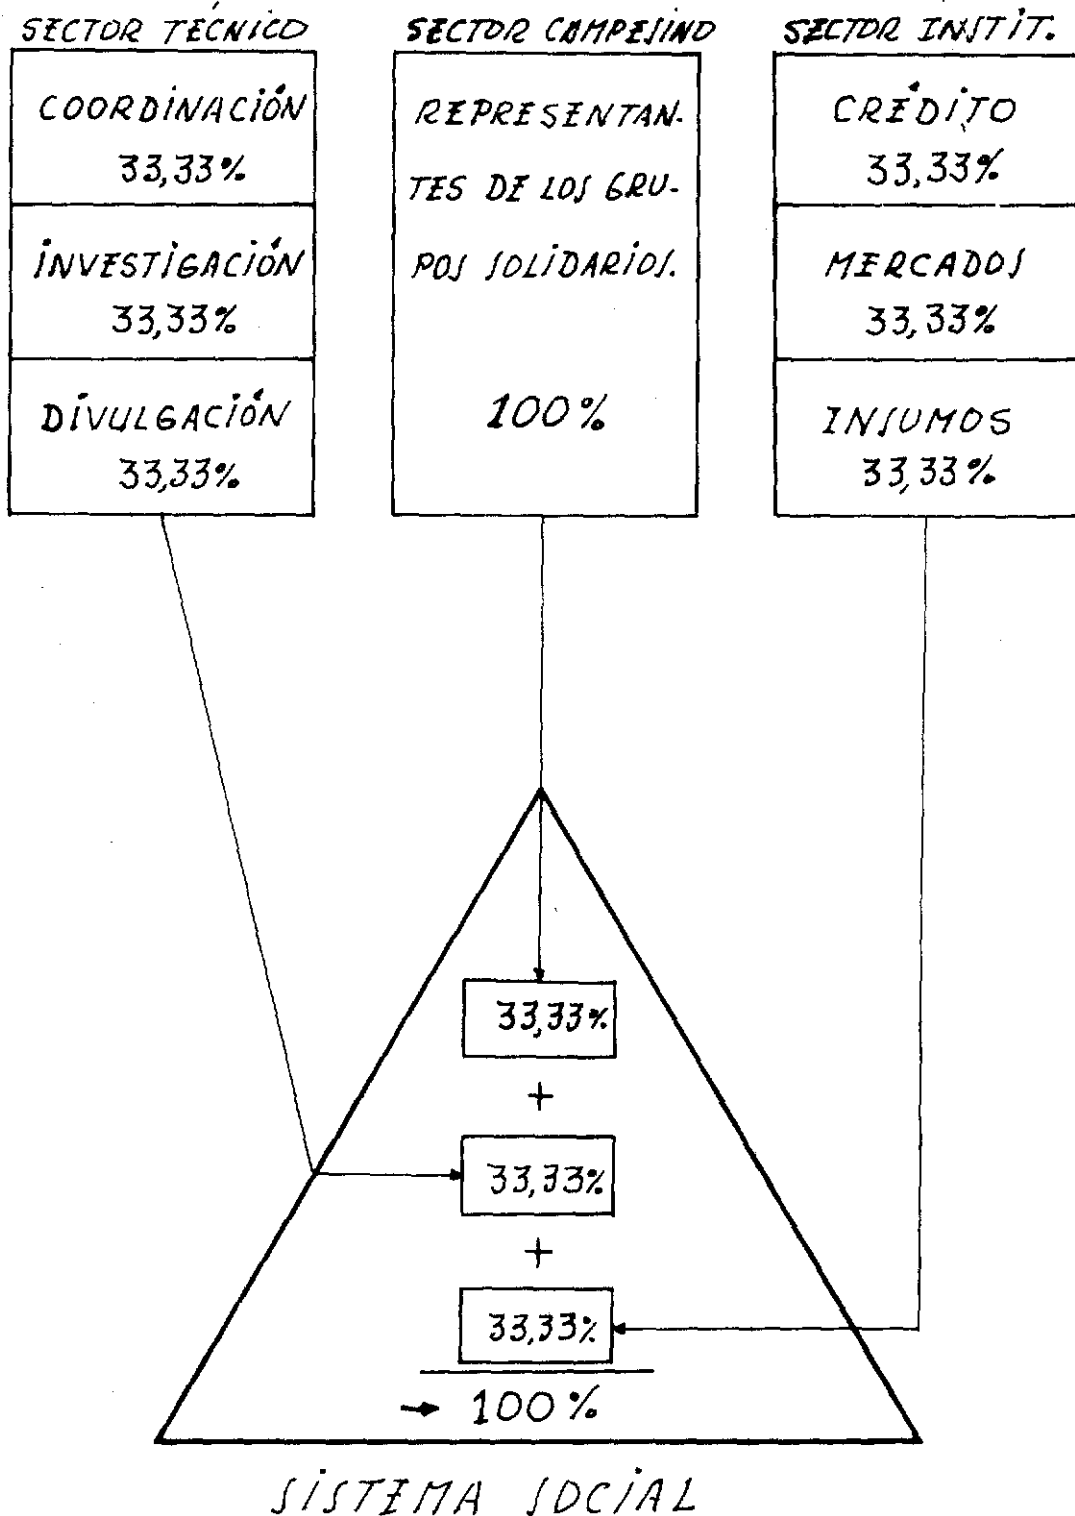 SECTOR TÉCNICO
COORDINACIÓN
33,33%
INVESTIGACIÓN
33,33%
DIVULGACIÓN
33,33%
SECTOR CAMPESINO
REPRESENTAN-
TES DE LOS GRU-
POS SOLIDARIOS.
100%
SECTOR INSTIT.
CRÉDITO
33,33%
MERCADOS
33,33%
INSUMOS
33,33%
33,33%
+
33,33%
+
33,33%
→ 100%
SISTEMA SOCIAL